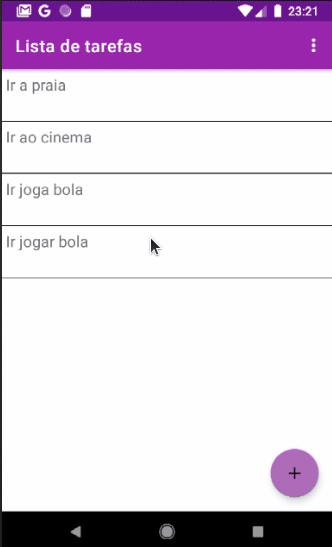 23:21
Lista de tarefas
Ir a praia
Ir ao cinema
Ir joga bola
Ir jogar bola